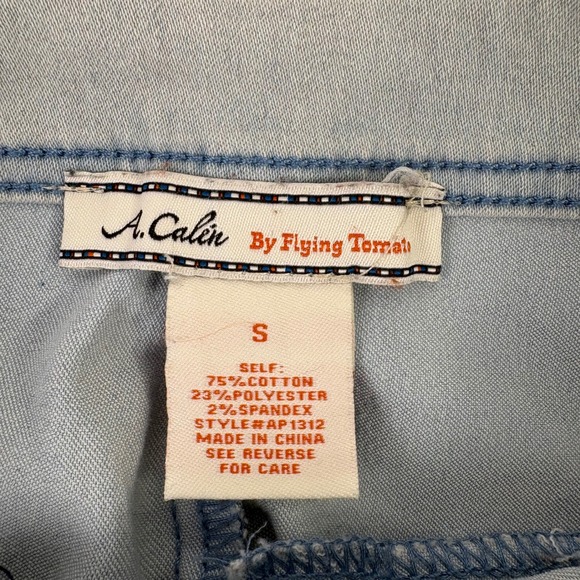 A.Calén By Flying Tomato
S
SELF:
75%COTTON
23%POLYESTER
2%SPANDEX
STYLE#AP1312
MADE IN CHINA
SEE REVERSE
FOR CARE